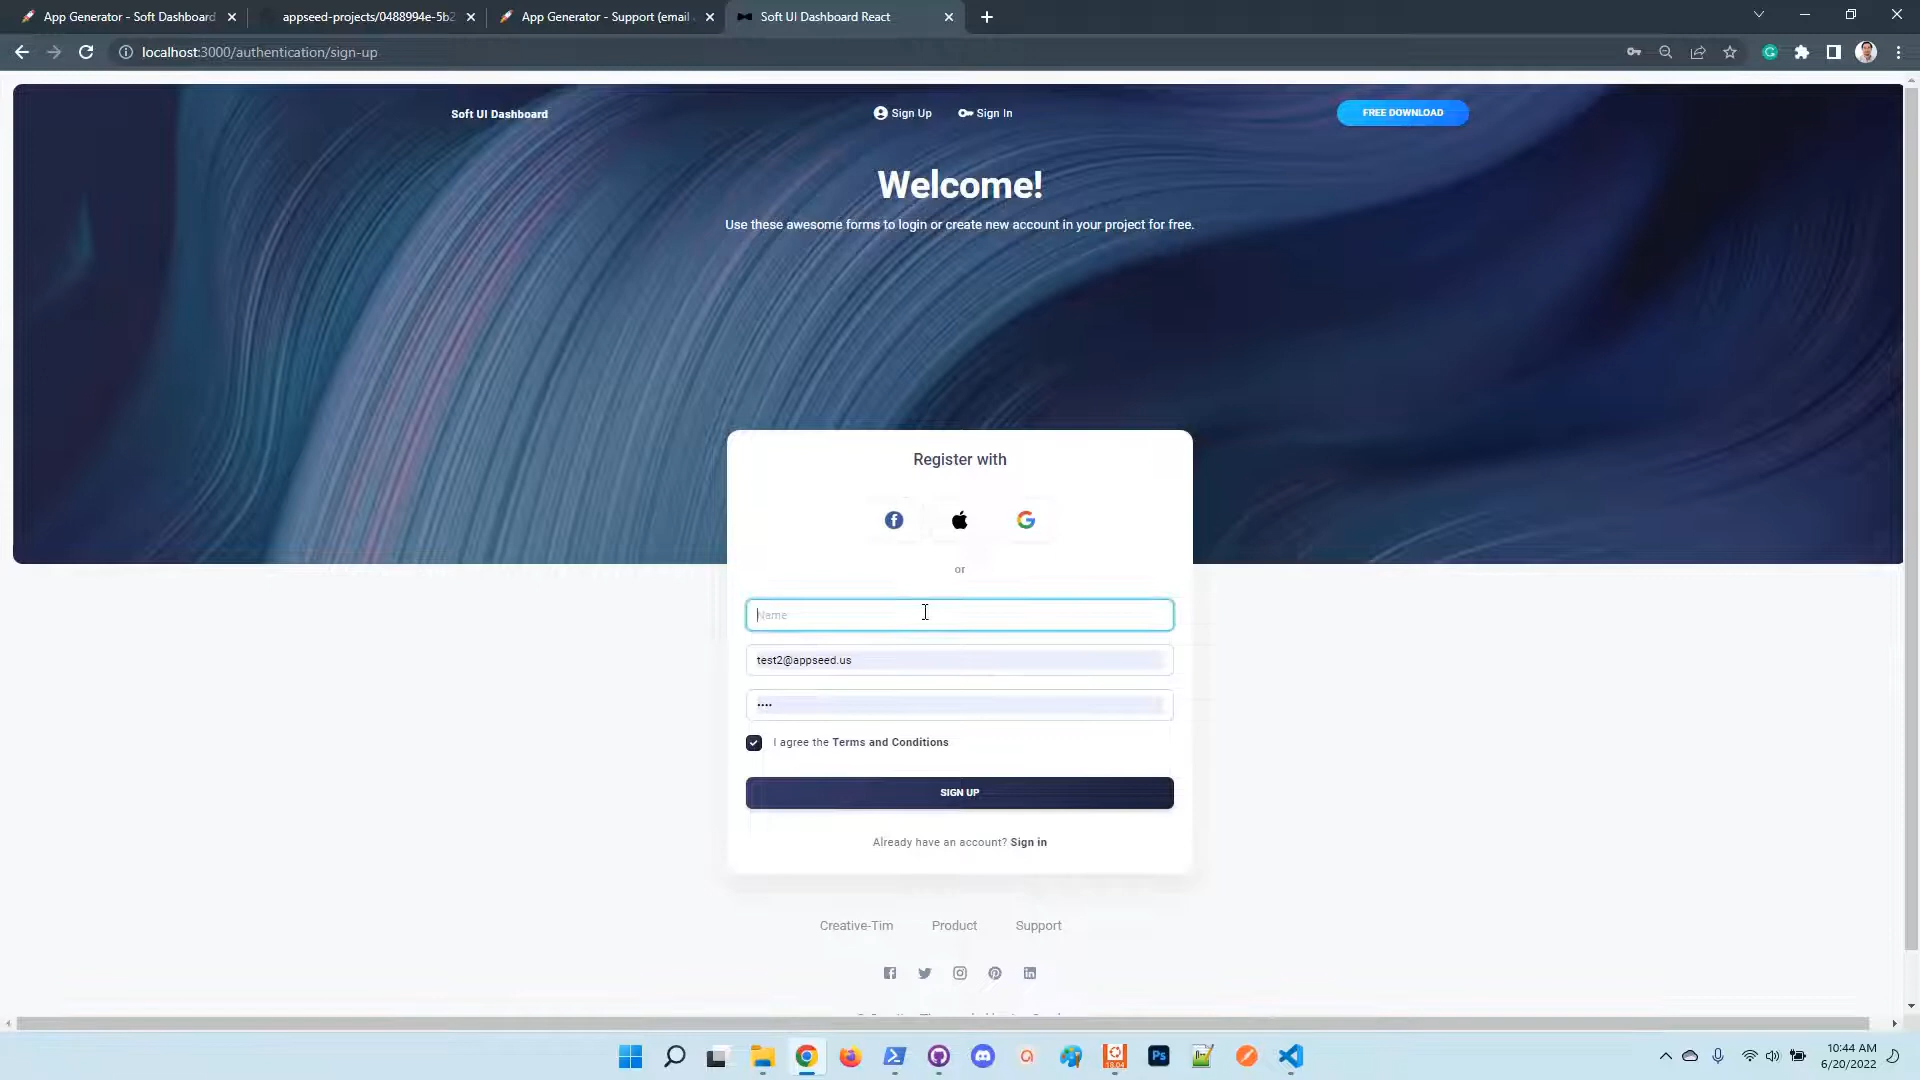 App Generator - Soft Dashboard
appseed-projects/0488994e-5b2
App Generator - Support (email
Soft UI Dashboard React
localhost:3000/authentication/sign-up
Soft UI Dashboard
Sign Up
Sign In
FREE DOWNLOAD
Welcome!
Use these awesome forms to login or create new account in your project for free.
Register with
or
Name
test2@appseed.us
••••
I agree the Terms and Conditions
SIGN UP
Already have an account? Sign in
Creative-Tim
Product
Support
10:44 AM
6/20/2022
18.04
Ps